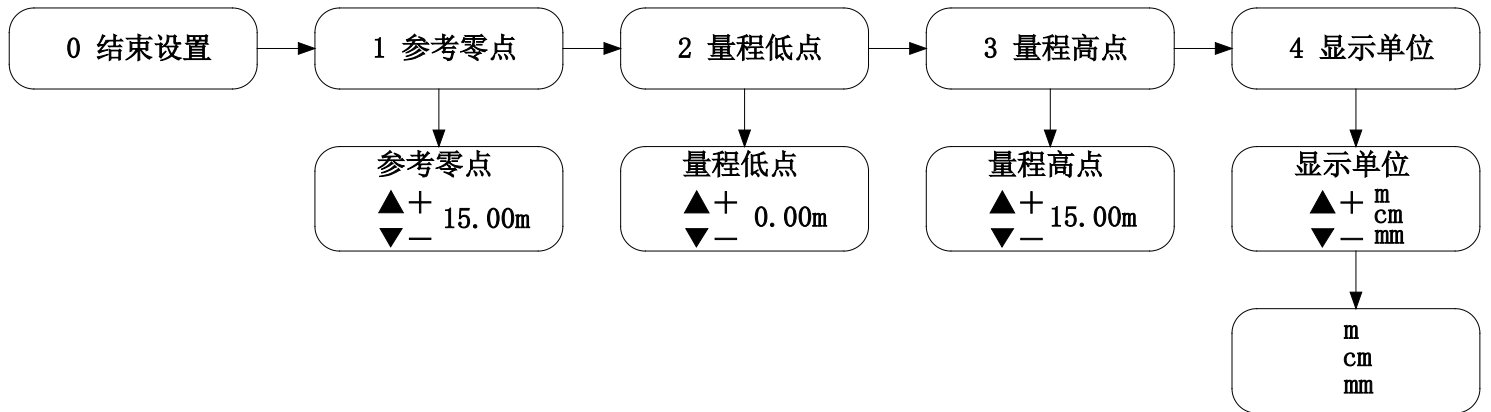 0 结束设置
1 参考零点
2 量程低点
3 量程高点
4 显示单位
参考零点
▲+
▼-
15.00m
量程低点
▲+
▼-
0.00m
量程高点
▲+
▼-
15.00m
显示单位
▲+
▼-
m
cm
mm
m
cm
mm